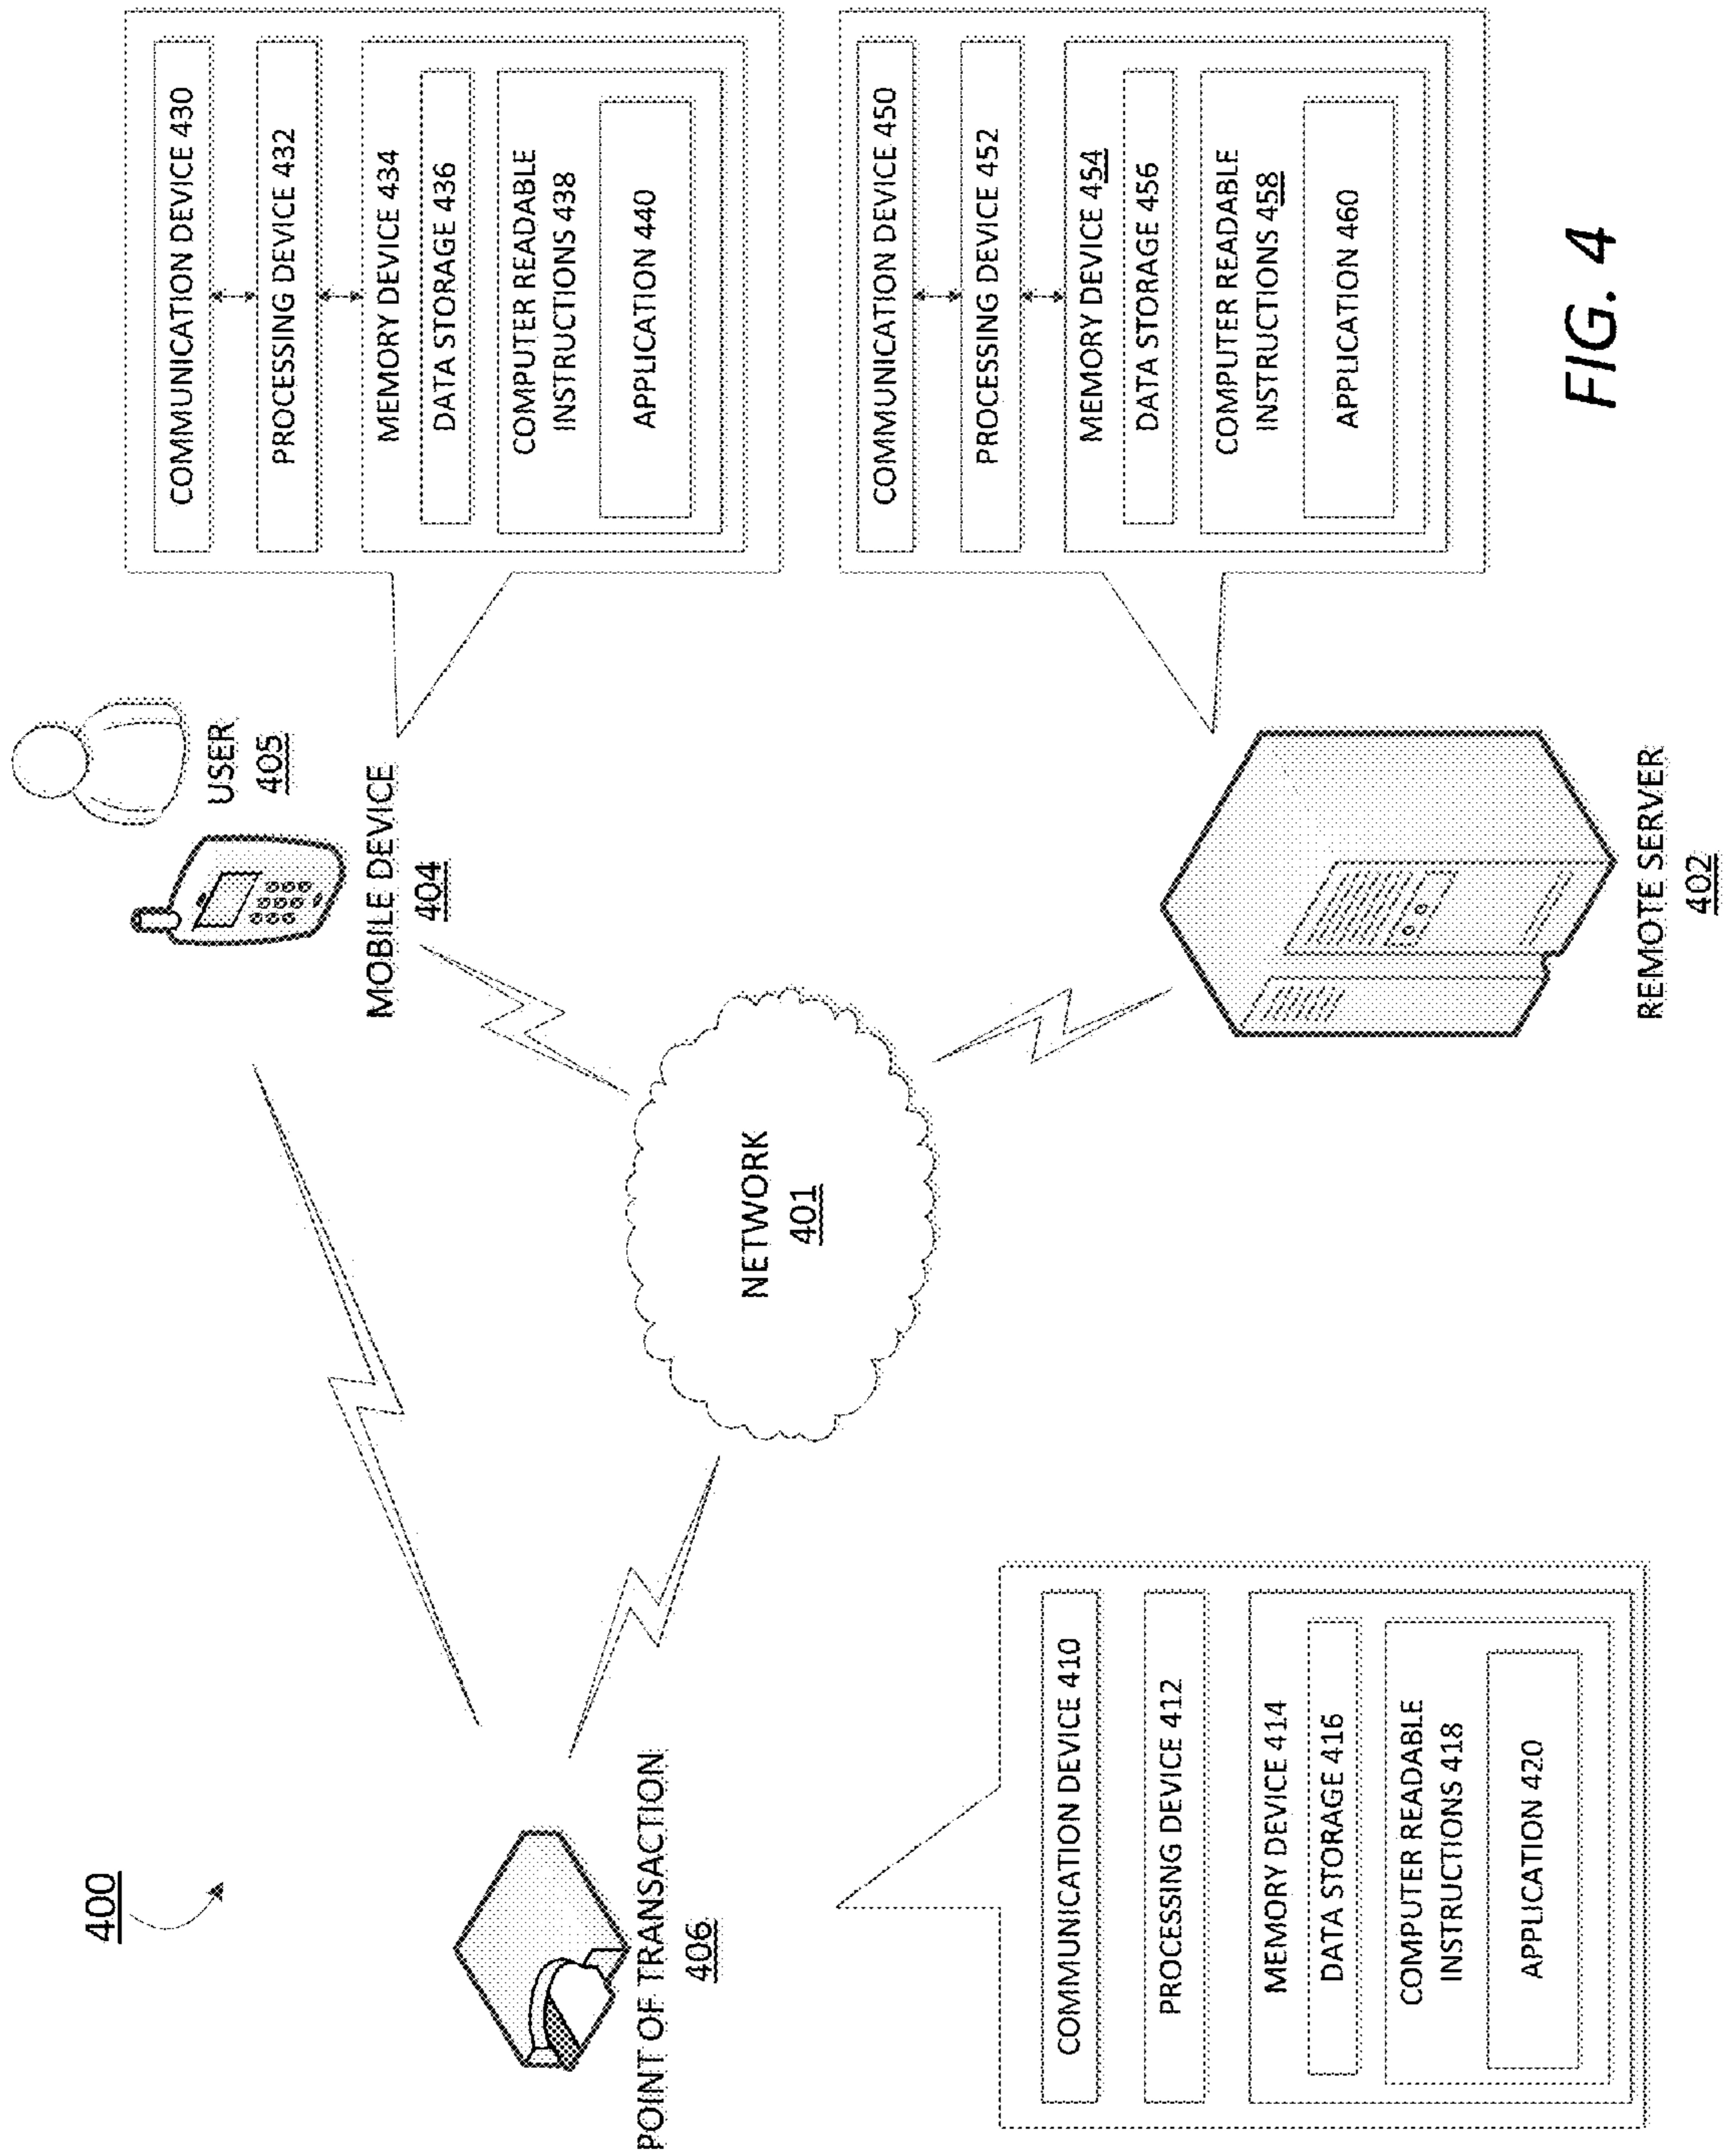 400
USER
405
MOBILE DEVICE
404
COMMUNICATION DEVICE 430
PROCESSING DEVICE 432
MEMORY DEVICE 434
DATA STORAGE 436
COMPUTER READABLE
INSTRUCTIONS 438
APPLICATION 440
POINT OF TRANSACTION
406
NETWORK
401
COMMUNICATION DEVICE 410
PROCESSING DEVICE 412
MEMORY DEVICE 414
DATA STORAGE 416
COMPUTER READABLE
INSTRUCTIONS 418
APPLICATION 420
REMOTE SERVER
402
COMMUNICATION DEVICE 450
PROCESSING DEVICE 452
MEMORY DEVICE 454
DATA STORAGE 456
COMPUTER READABLE
INSTRUCTIONS 458
APPLICATION 460
FIG. 4